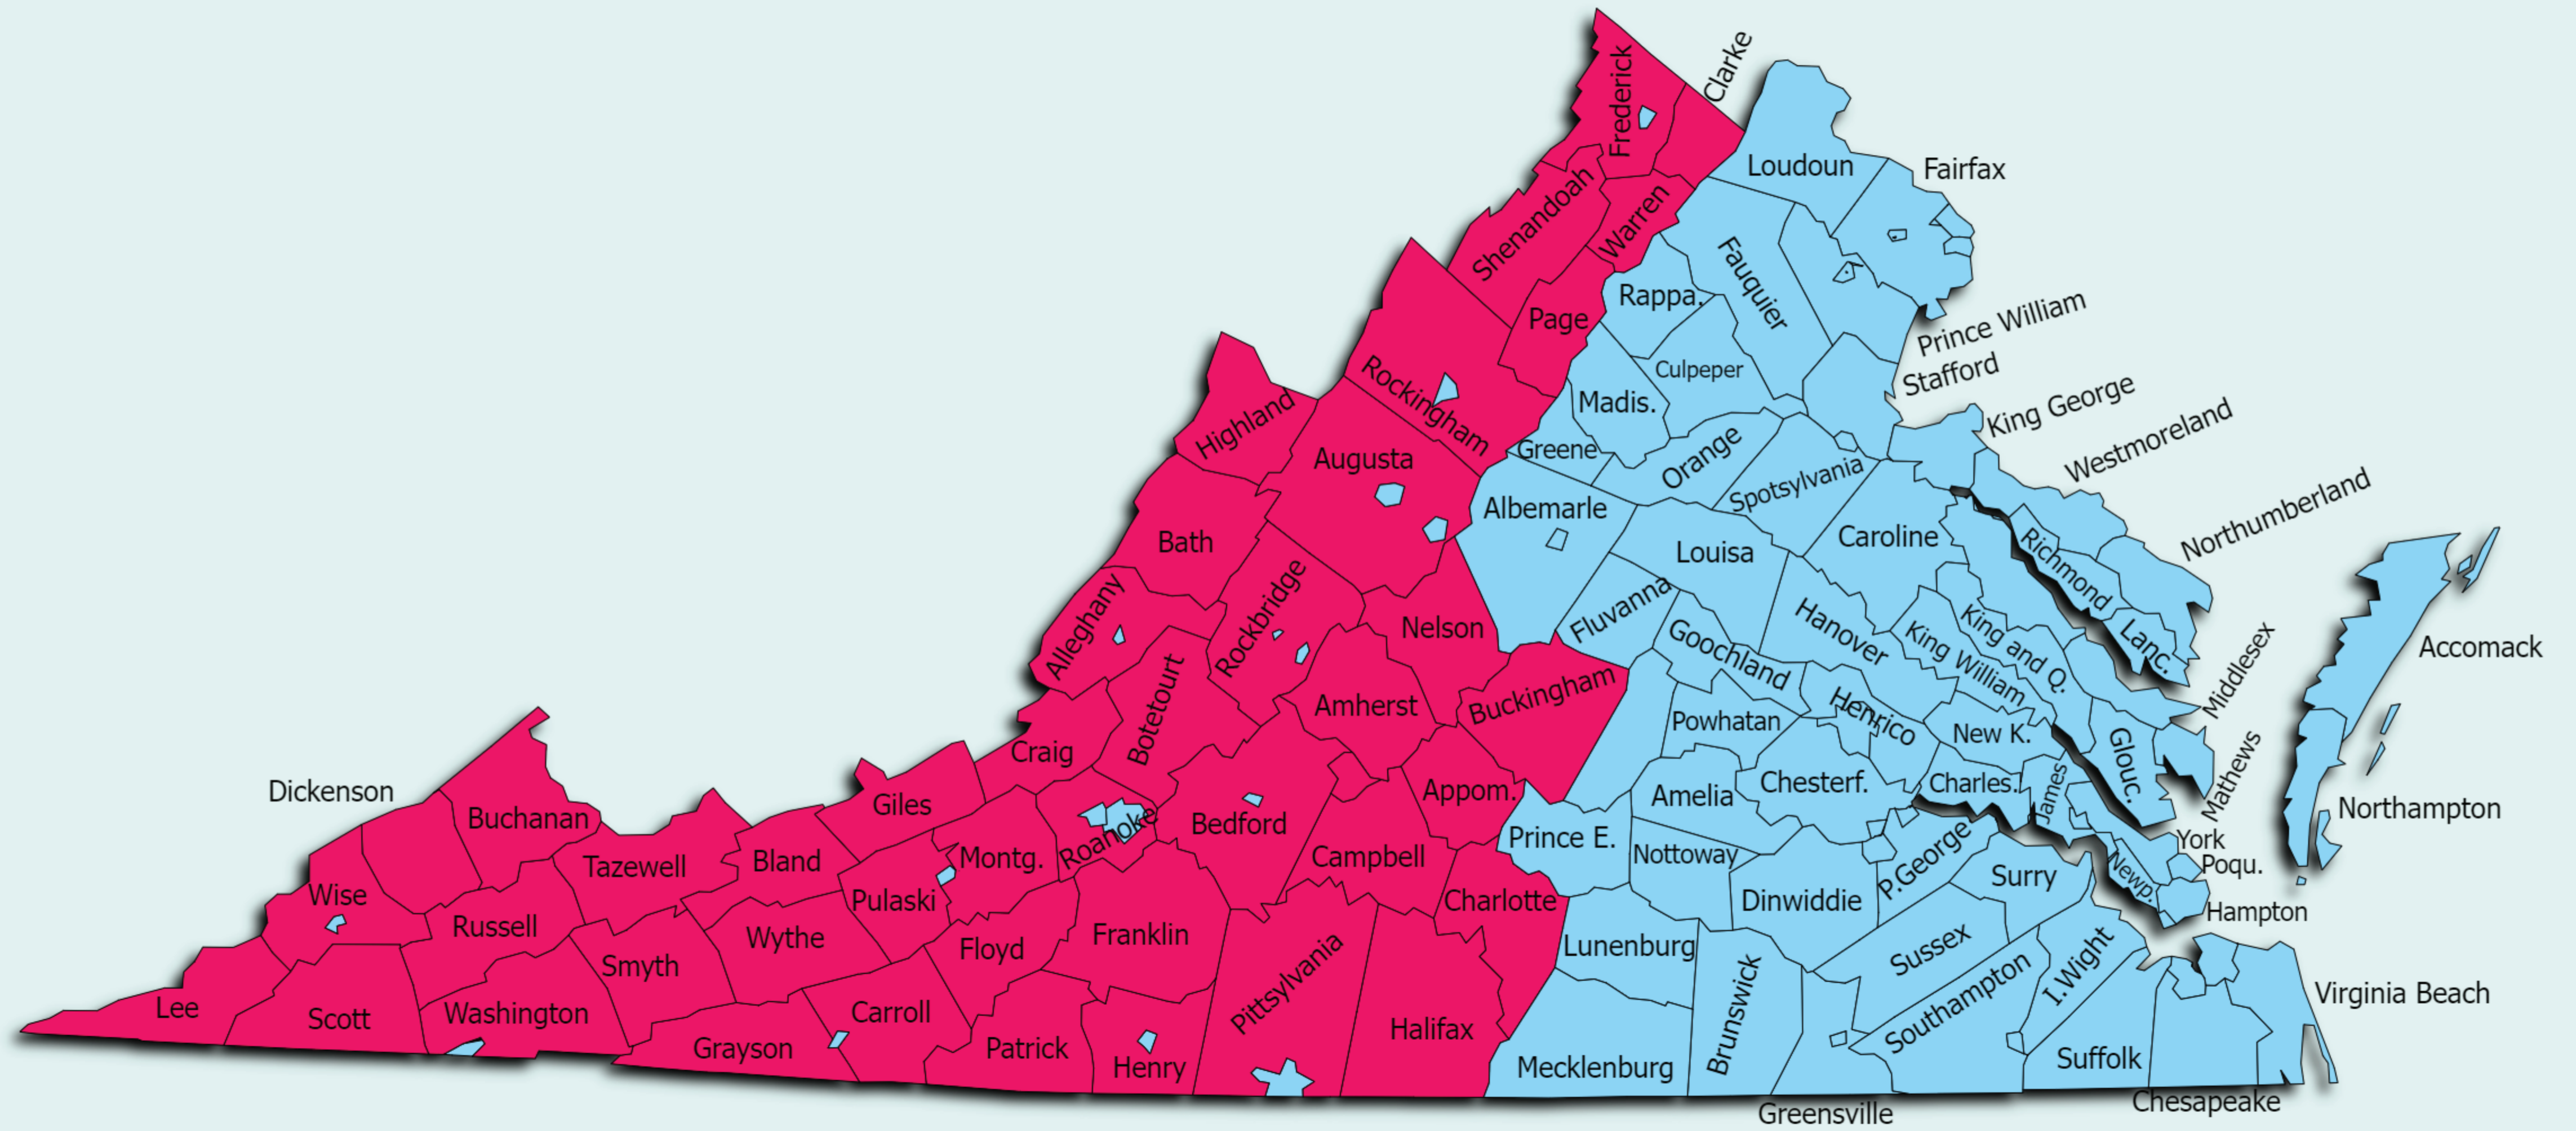 Clarke
Frederick
Loudoun
Fairfax
Shenandoah
Warren
Fauquier
Rappa.
Page
Prince William
Stafford
Culpeper
Rockingham
Madis.
King George
Highland
Westmoreland
Greene
Augusta
Orange
Spotsylvania
Northumberland
Albemarle
Caroline
Bath
Louisa
Richmond
Alleghany
Rockbridge
Fluvanna
Nelson
Hanover
King and Q.
Goochland
King William
Lanc.
Accomack
Middlesex
Botetourt
Amherst
Buckingham
Powhatan
Henrico
New K.
Craig
Glouc.
Mathews
Dickenson
Giles
Appom.
Amelia
Chesterf.
Charles.
James
Northampton
Buchanan
Roanoke
Bedford
Prince E.
York
Tazewell
Bland
Montg.
Campbell
Nottoway
P.George
Poqu.
Wise
Pulaski
Charlotte
Dinwiddie
Surry
Newp.
Hampton
Russell
Wythe
Floyd
Franklin
Lunenburg
Sussex
I.Wight
Smyth
Pittsylvania
Southampton
Virginia Beach
Lee
Scott
Washington
Carroll
Halifax
Brunswick
Grayson
Patrick
Henry
Mecklenburg
Suffolk
Greensville
Chesapeake